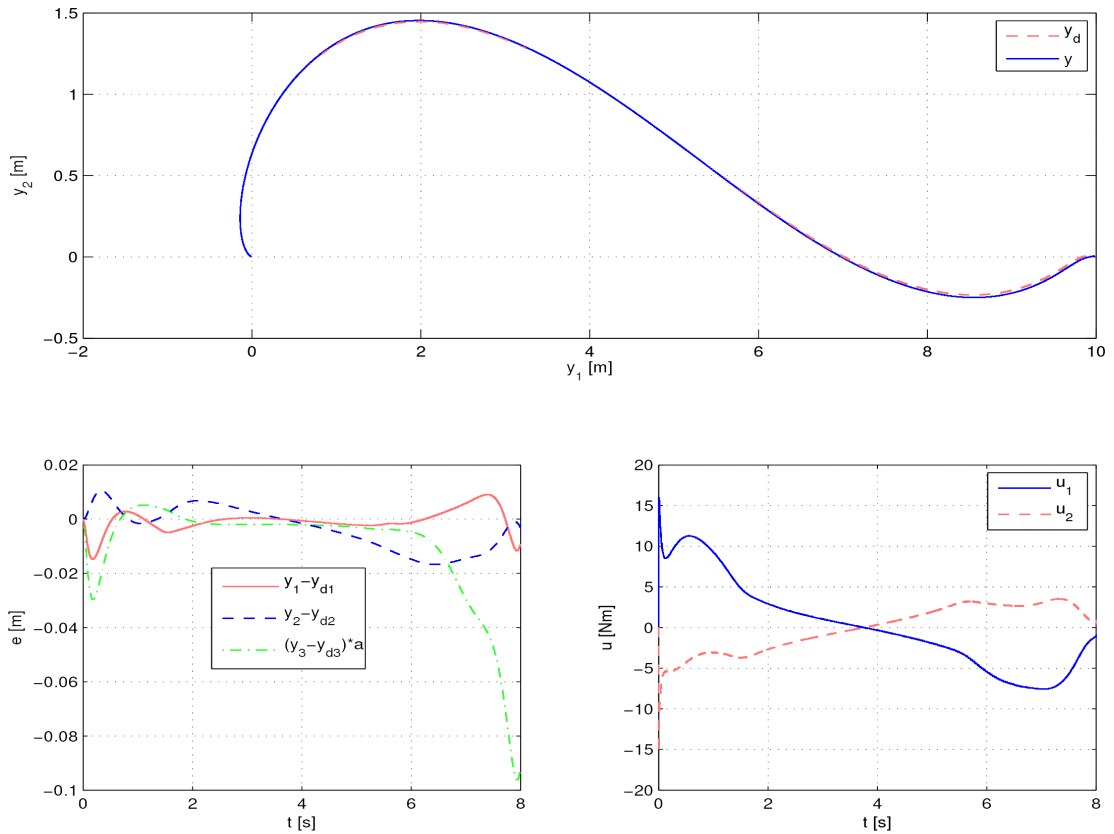 1.5
1
0.5
0
−0.5
y_2 [m]
−2
0
2
4
6
8
10
y_1 [m]
y_d
y
0.02
0
−0.02
−0.04
−0.06
−0.08
−0.1
e [m]
0
2
4
6
8
t [s]
y_1−y_d1
y_2−y_d2
(y_3−y_d3)*a
20
15
10
5
0
−5
−10
−15
−20
u [Nm]
0
2
4
6
8
t [s]
u_1
u_2